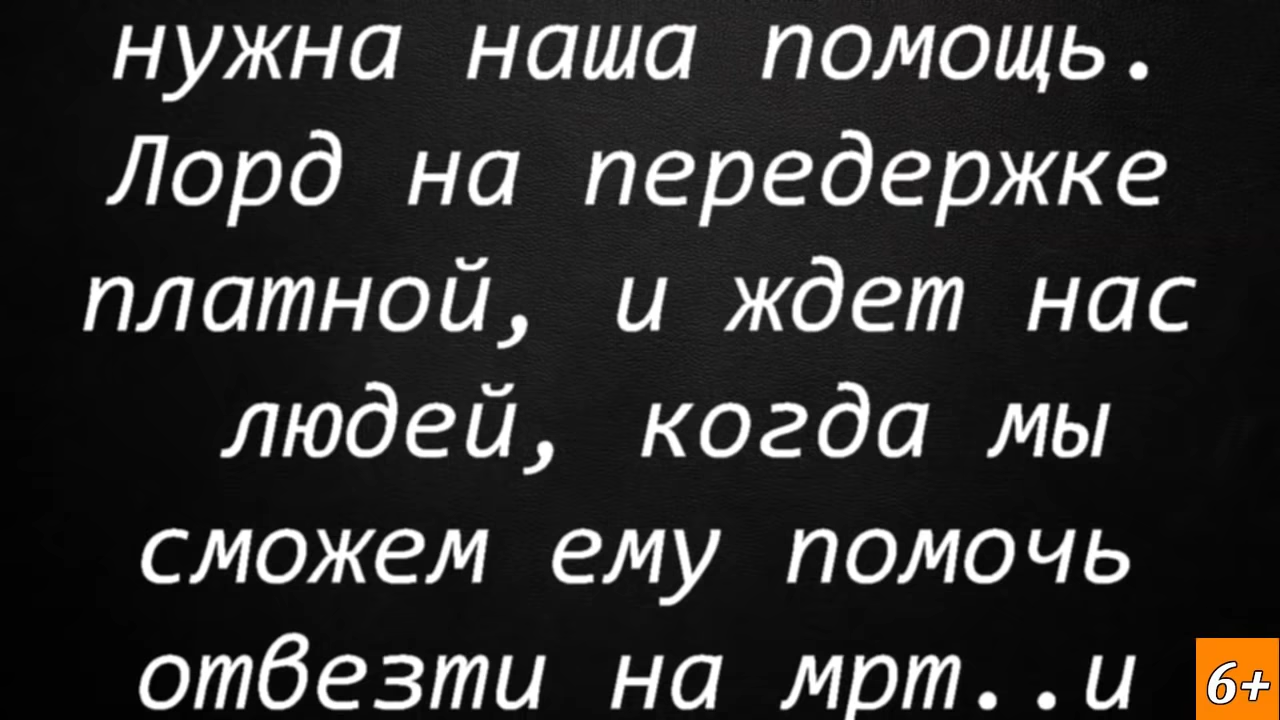 нужна наша помощь.
Лорд на передержке
платной, и ждет нас
людей, когда мы
сможем ему помочь
отвезти на мрт..и
6+